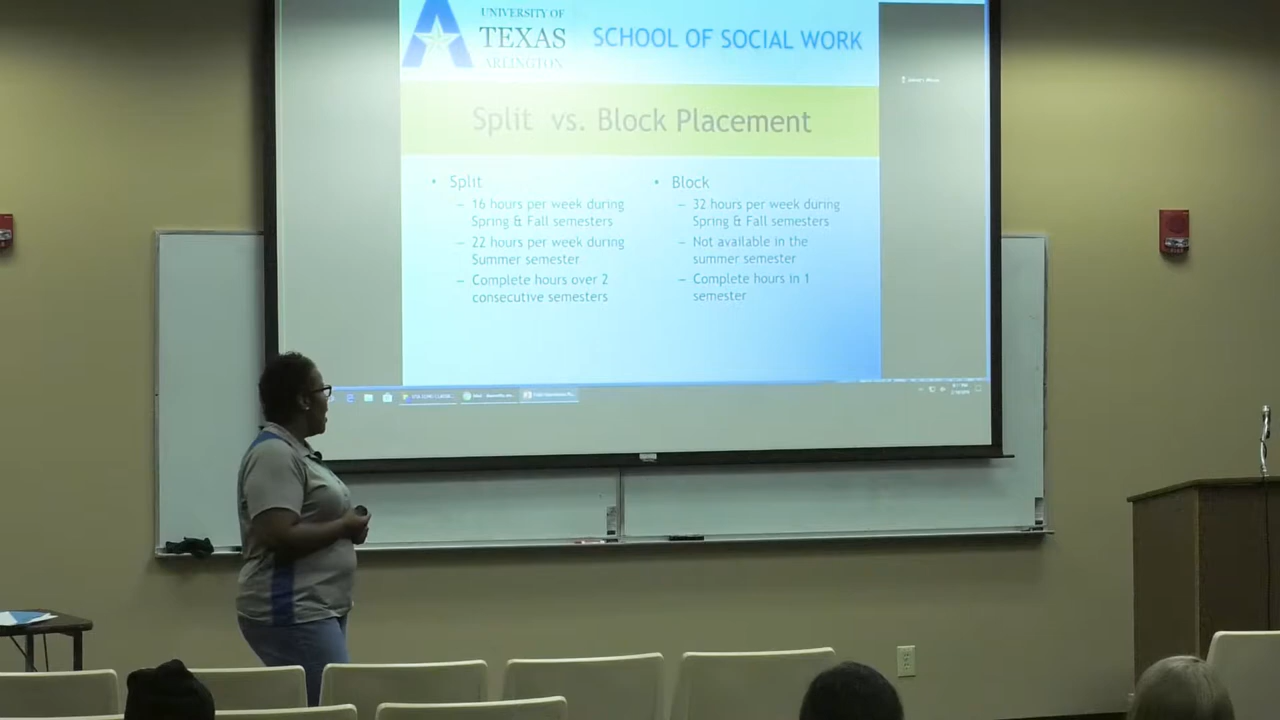 UNIVERSITY OF
TEXAS
ARLINGTON
SCHOOL OF SOCIAL WORK
Split vs. Block Placement
• Split
– 16 hours per week during
Spring & Fall semesters
– 22 hours per week during
Summer semester
– Complete hours over 2
consecutive semesters
• Block
– 32 hours per week during
Spring & Fall semesters
– Not available in the
summer semester
– Complete hours in 1
semester